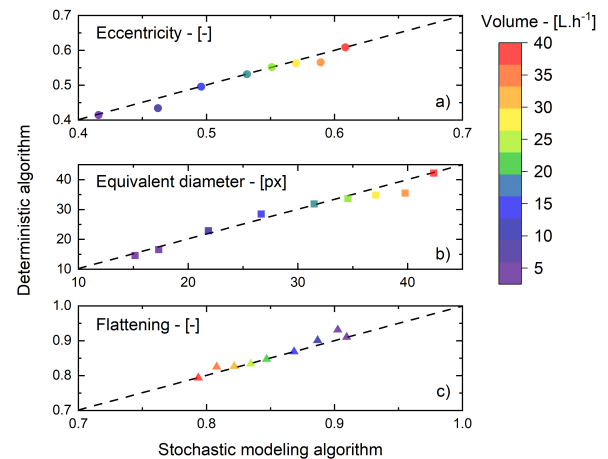 Volume - [L.h⁻¹]
0.7
0.6
0.5
0.4
Eccentricity - [-]
a)
0.4 0.5 0.6 0.7
40
30
20
10
Equivalent diameter - [px]
b)
10 20 30 40
1.0
0.9
0.8
0.7
Flattening - [-]
c)
0.7 0.8 0.9 1.0
Deterministic algorithm
Stochastic modeling algorithm
40
35
30
25
20
15
10
5